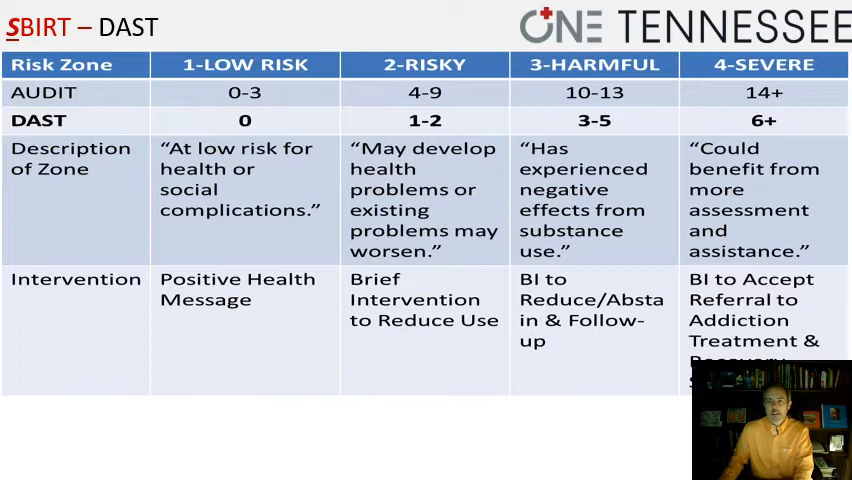 SBIRT – DAST
ONE TENNESSEE
Risk Zone 1-LOW RISK 2-RISKY 3-HARMFUL 4-SEVERE
AUDIT 0-3 4-9 10-13 14+
DAST 0 1-2 3-5 6+
Description
of Zone
“At low risk for
health or
social
complications.”
“May develop
health
problems or
existing
problems may
worsen.”
“Has
experienced
negative
effects from
substance
use.”
“Could
benefit from
more
assessment
and
assistance.”
Intervention
Positive Health
Message
Brief
Intervention
to Reduce Use
BI to
Reduce/Absta
in & Follow-
up
BI to Accept
Referral to
Addiction
Treatment &